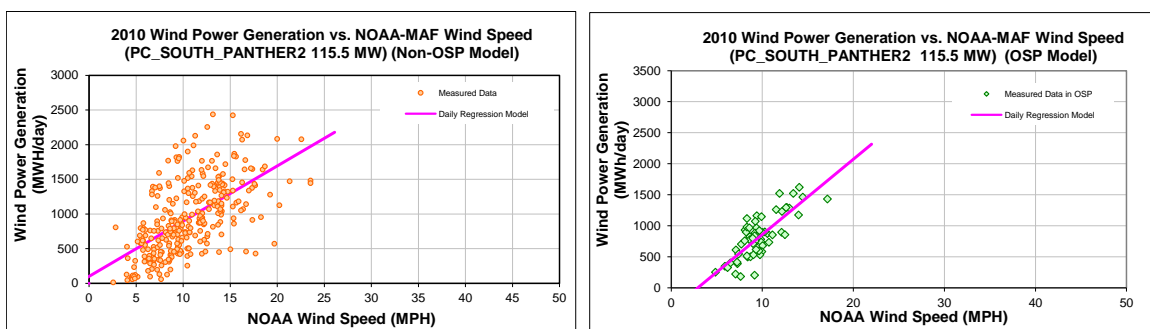 2010 Wind Power Generation vs. NOAA-MAF Wind Speed
(PC_SOUTH_PANTHER2 115.5 MW) (Non-OSP Model)
Wind Power Generation
(MWH/day)
3000
2500
2000
1500
1000
500
0
Measured Data
Daily Regression Model
0 5 10 15 20 25 30 35 40 45 50
NOAA Wind Speed (MPH)
2010 Wind Power Generation vs. NOAA-MAF Wind Speed
(PC_SOUTH_PANTHER2 115.5 MW) (OSP Model)
Wind Power Generation
(MWh/day)
3500
3000
2500
2000
1500
1000
500
0
Measured Data in OSP
Daily Regression Model
0 10 20 30 40 50
NOAA Wind Speed (MPH)